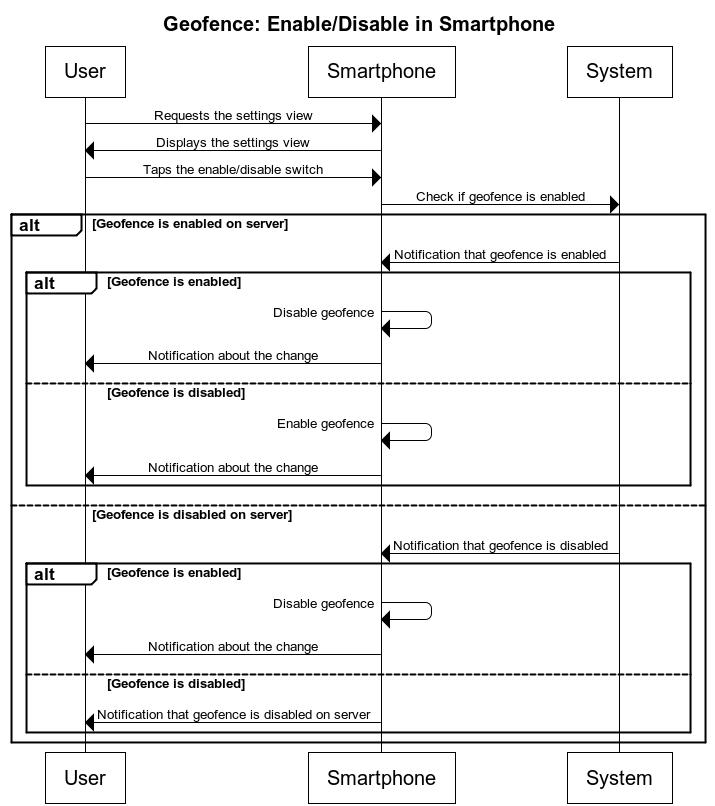 Geofence: Enable/Disable in Smartphone
User
Smartphone
System
Requests the settings view
Displays the settings view
Taps the enable/disable switch
Check if geofence is enabled
alt
[Geofence is enabled on server]
Notification that geofence is enabled
alt
[Geofence is enabled]
Disable geofence
Notification about the change
[Geofence is disabled]
Enable geofence
Notification about the change
[Geofence is disabled on server]
Notification that geofence is disabled
alt
[Geofence is enabled]
Disable geofence
Notification about the change
[Geofence is disabled]
Notification that geofence is disabled on server
User
Smartphone
System